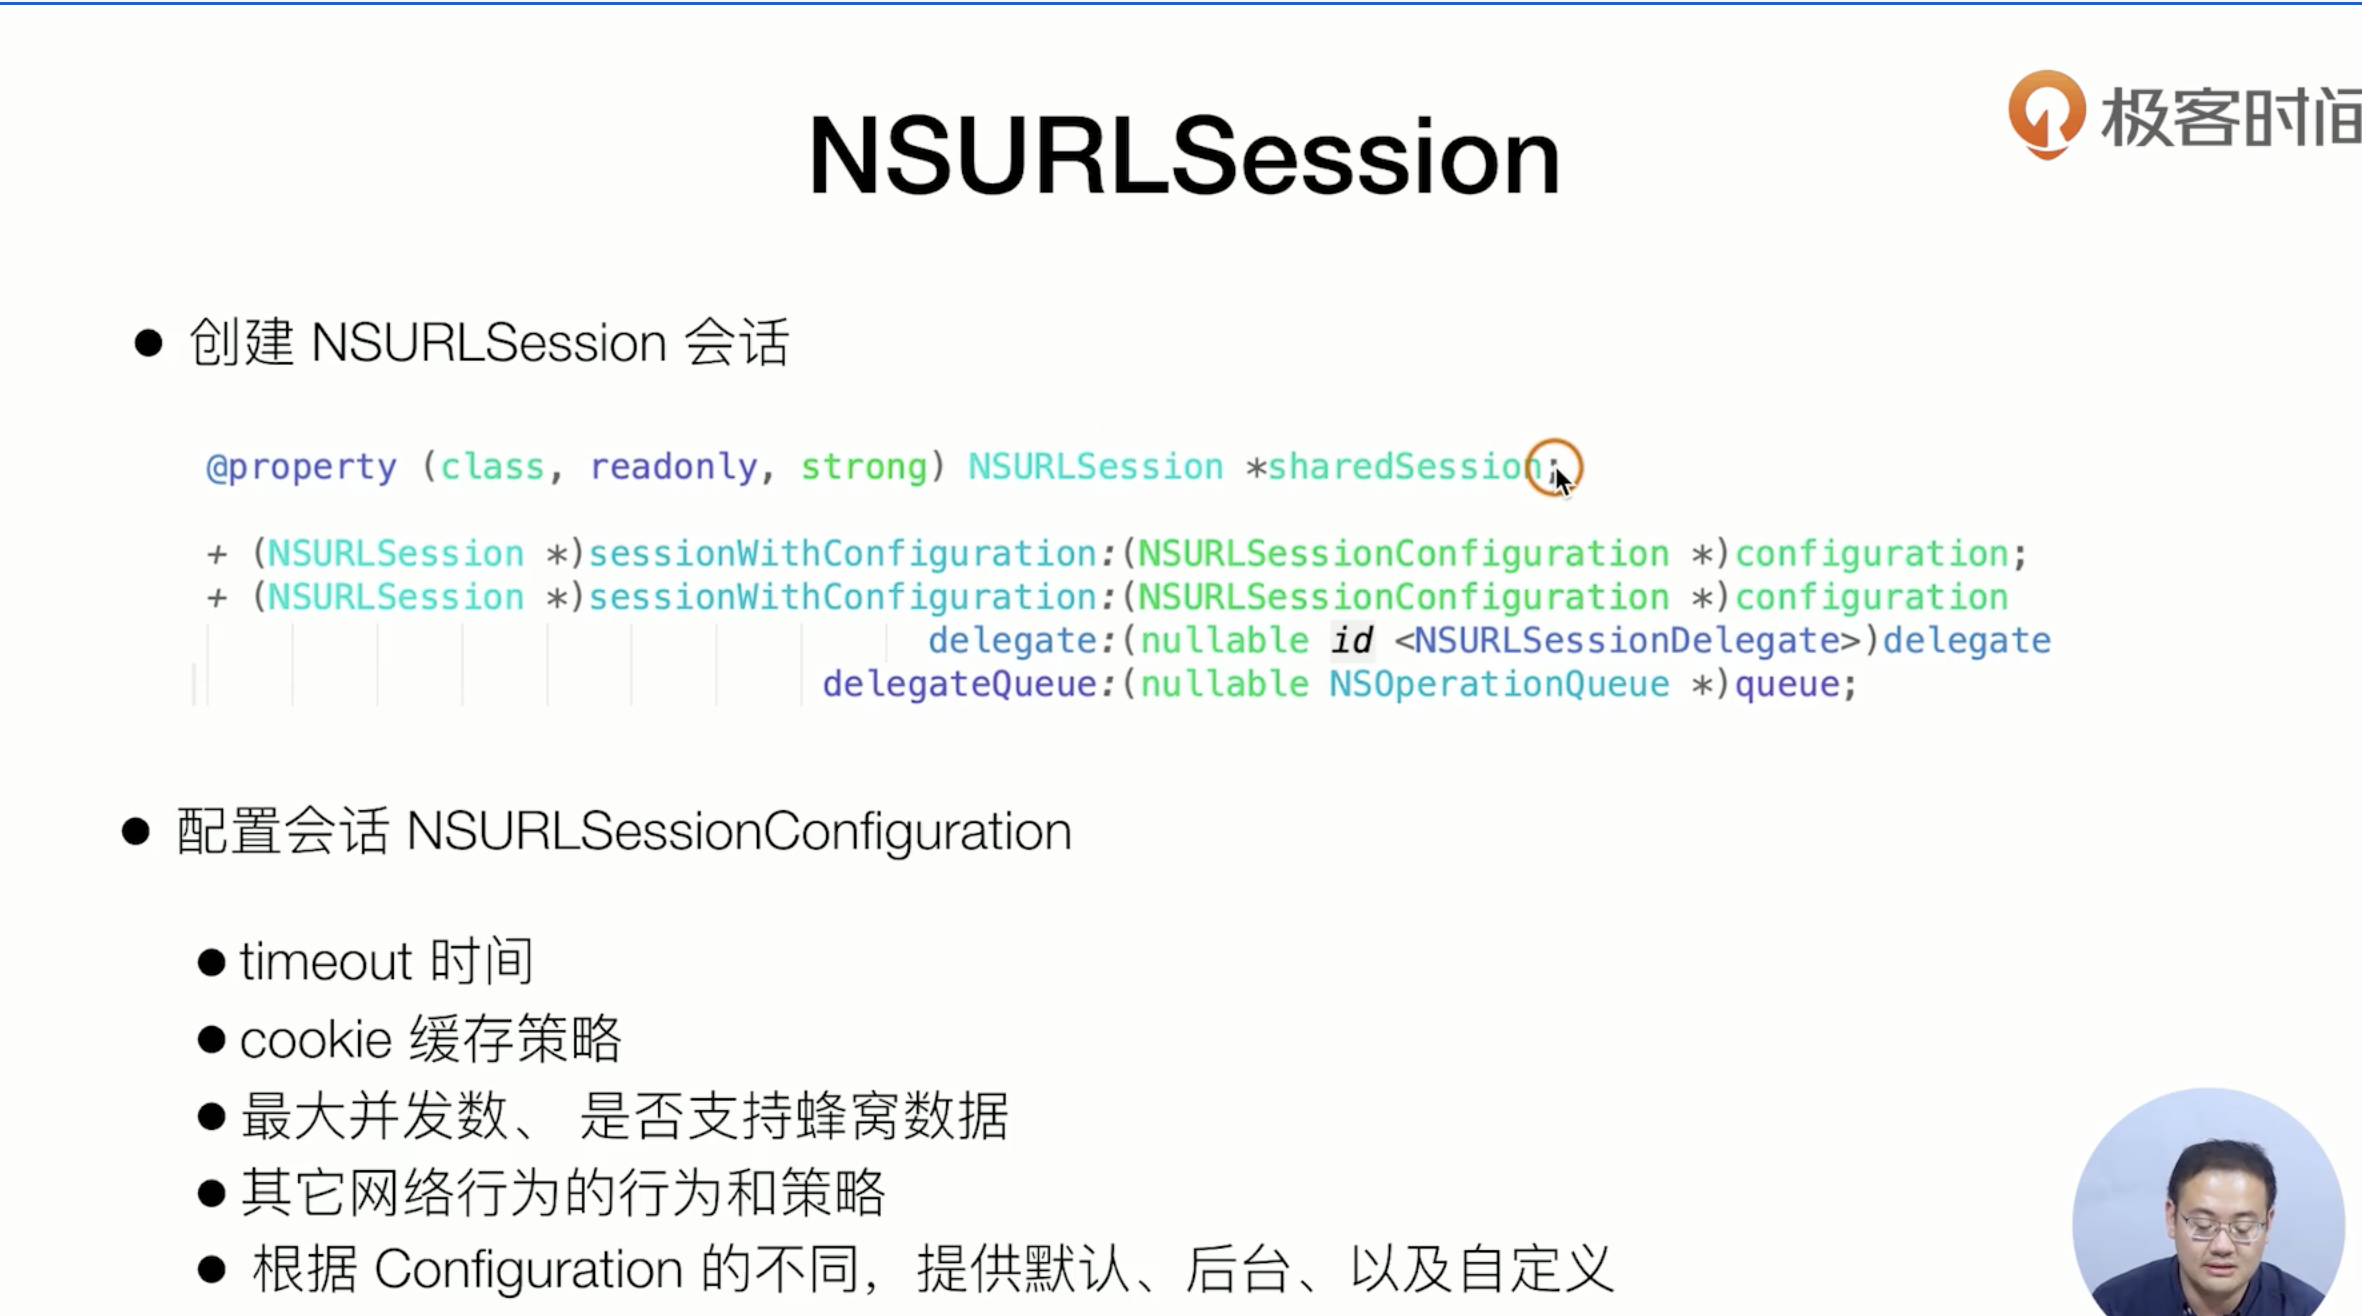 极客时间
NSURLSession
● 创建 NSURLSession 会话
@property (class, readonly, strong) NSURLSession *sharedSession;
+ (NSURLSession *)sessionWithConfiguration:(NSURLSessionConfiguration *)configuration;
+ (NSURLSession *)sessionWithConfiguration:(NSURLSessionConfiguration *)configuration
delegate:(nullable id <NSURLSessionDelegate>)delegate
delegateQueue:(nullable NSOperationQueue *)queue;
● 配置会话 NSURLSessionConfiguration
● timeout 时间
● cookie 缓存策略
● 最大并发数、 是否支持蜂窝数据
● 其它网络行为的行为和策略
● 根据 Configuration 的不同，提供默认、后台、以及自定义